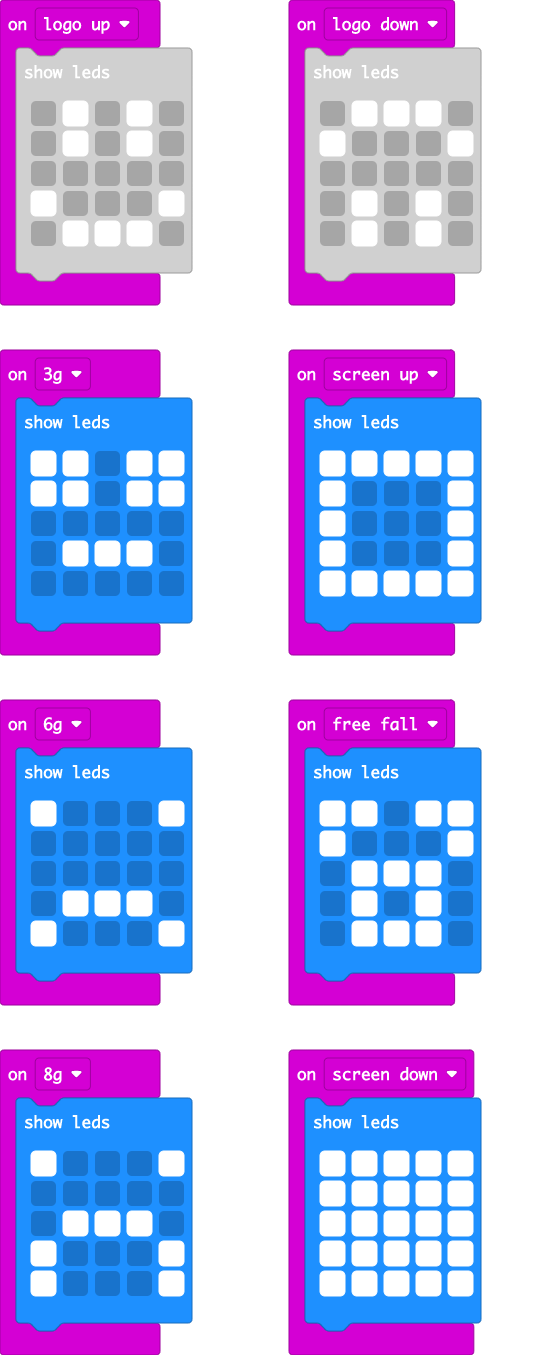 on logo up
show leds
on logo down
show leds
on 3g
show leds
on screen up
show leds
on 6g
show leds
on free fall
show leds
on 8g
show leds
on screen down
show leds